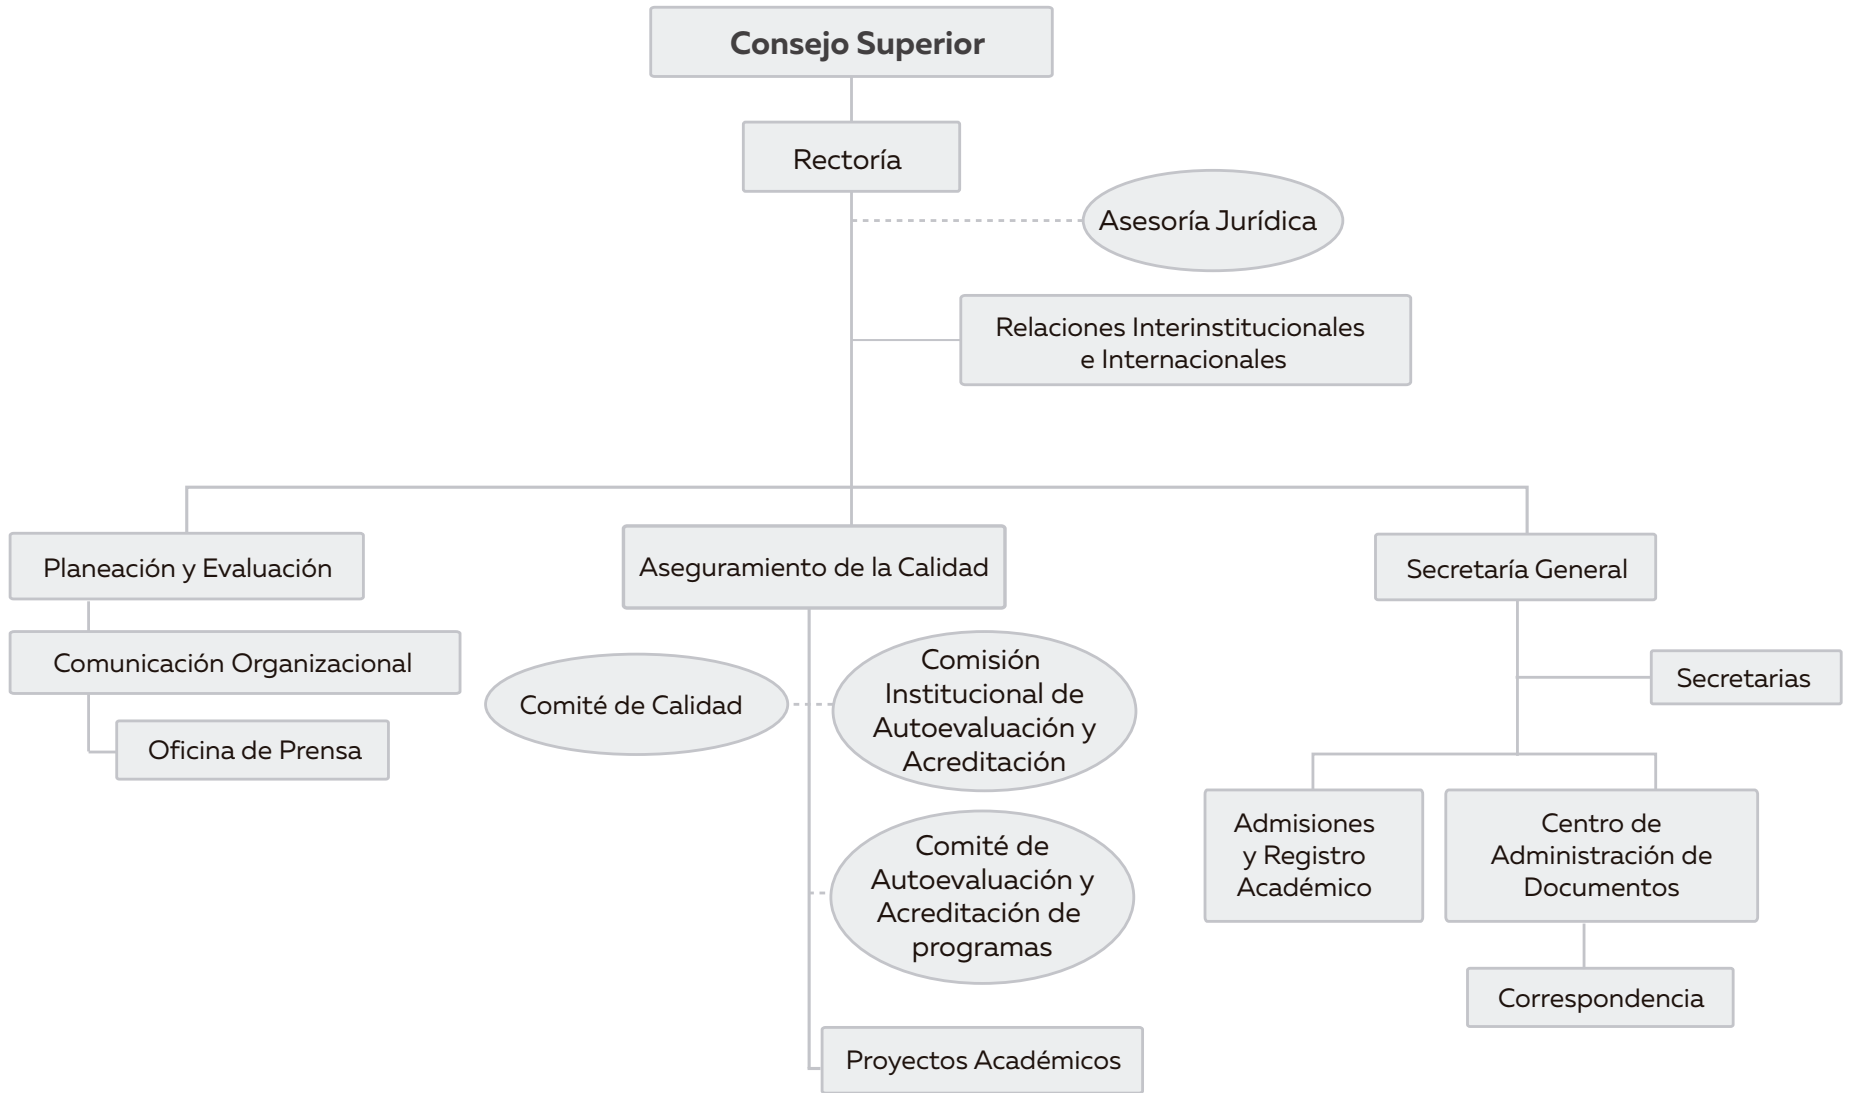 Consejo Superior
Rectoría
Asesoría Jurídica
Relaciones Interinstitucionales
e Internacionales
Planeación y Evaluación
Comunicación Organizacional
Oficina de Prensa
Aseguramiento de la Calidad
Comité de Calidad
Comisión
Institucional de
Autoevaluación y
Acreditación
Comité de
Autoevaluación y
Acreditación de
programas
Proyectos Académicos
Secretaría General
Secretarias
Admisiones
y Registro
Académico
Centro de
Administración de
Documentos
Correspondencia